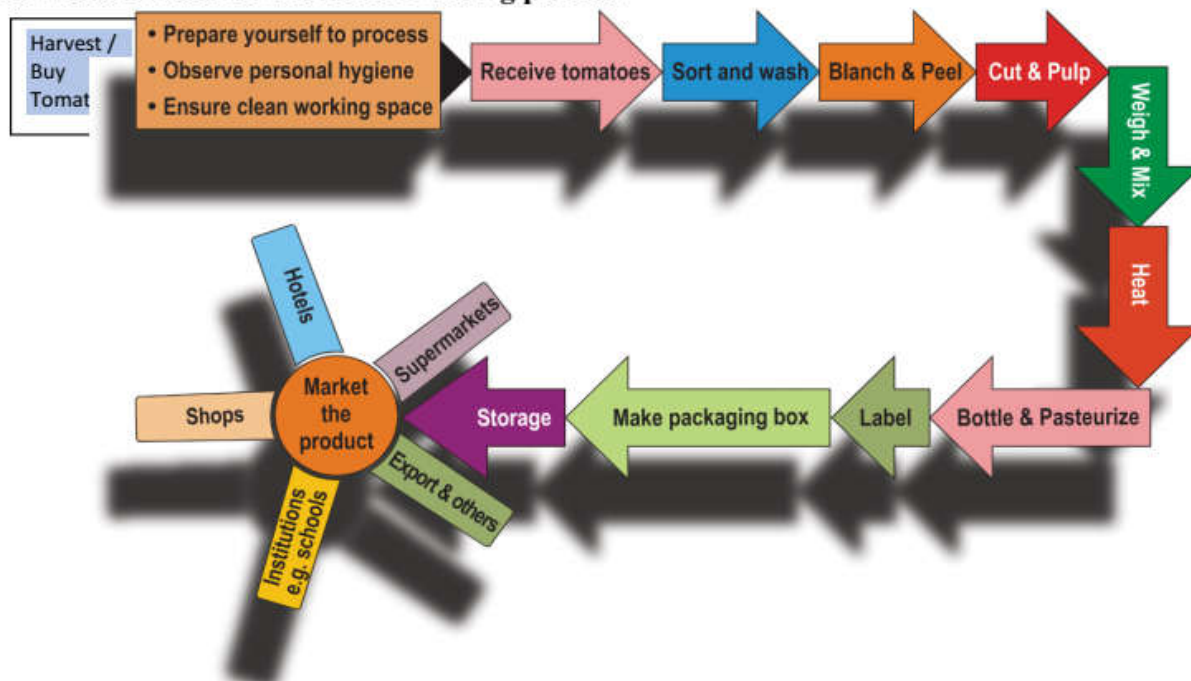 Harvest /
Buy
• Prepare yourself to process
• Observe personal hygiene
• Ensure clean working space
Receive tomatoes
Sort and wash
Blanch & Peel
Cut & Pulp
Weigh & Mix
Heat
Bottle & Pasteurize
Label
Make packaging box
Storage
Market
the
product
Hotels
Supermarkets
Shops
Export & others
Institutions
e.g. schools